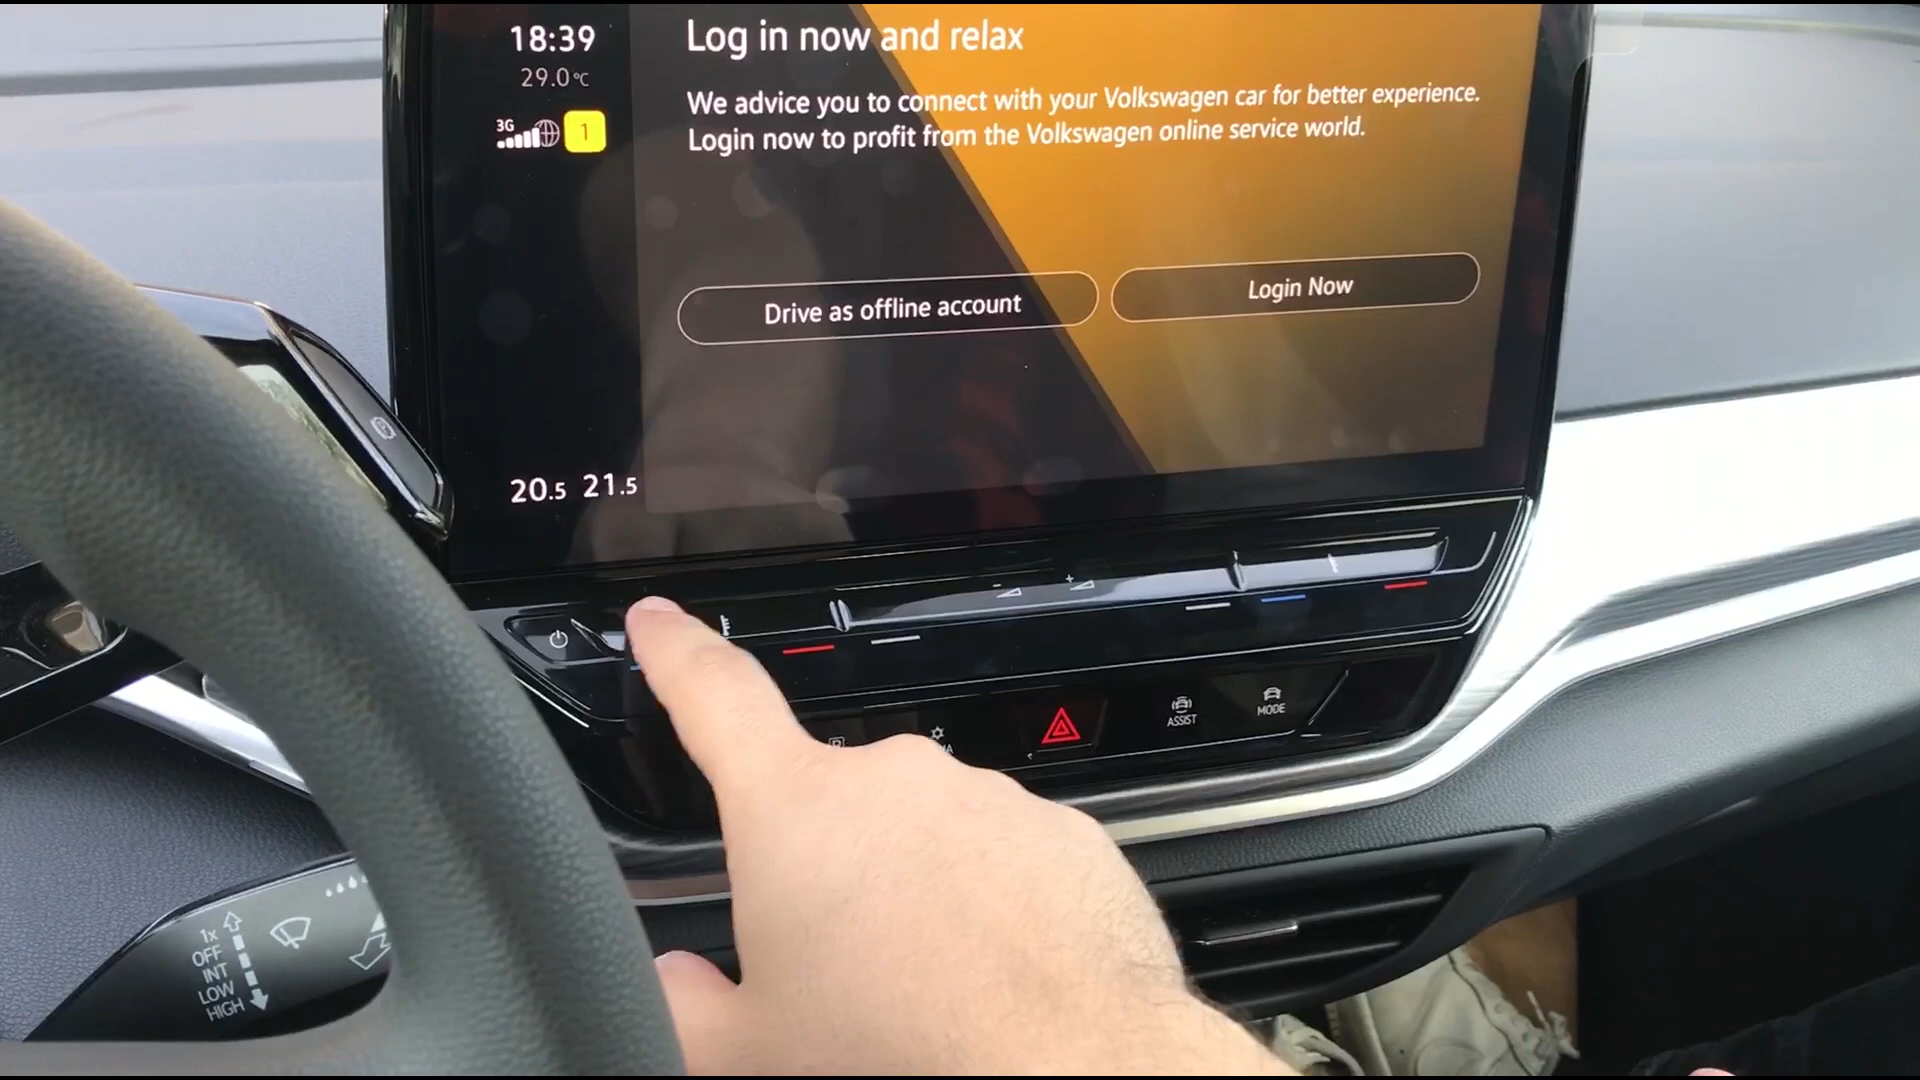 18:39
29.0°C
3G
1
Log in now and relax
We advice you to connect with your Volkswagen car for better experience.
Login now to profit from the Volkswagen online service world.
Drive as offline account
Login Now
20.5 21.5
ASSIST
MODE
1x
OFF
INT
LOW
HIGH